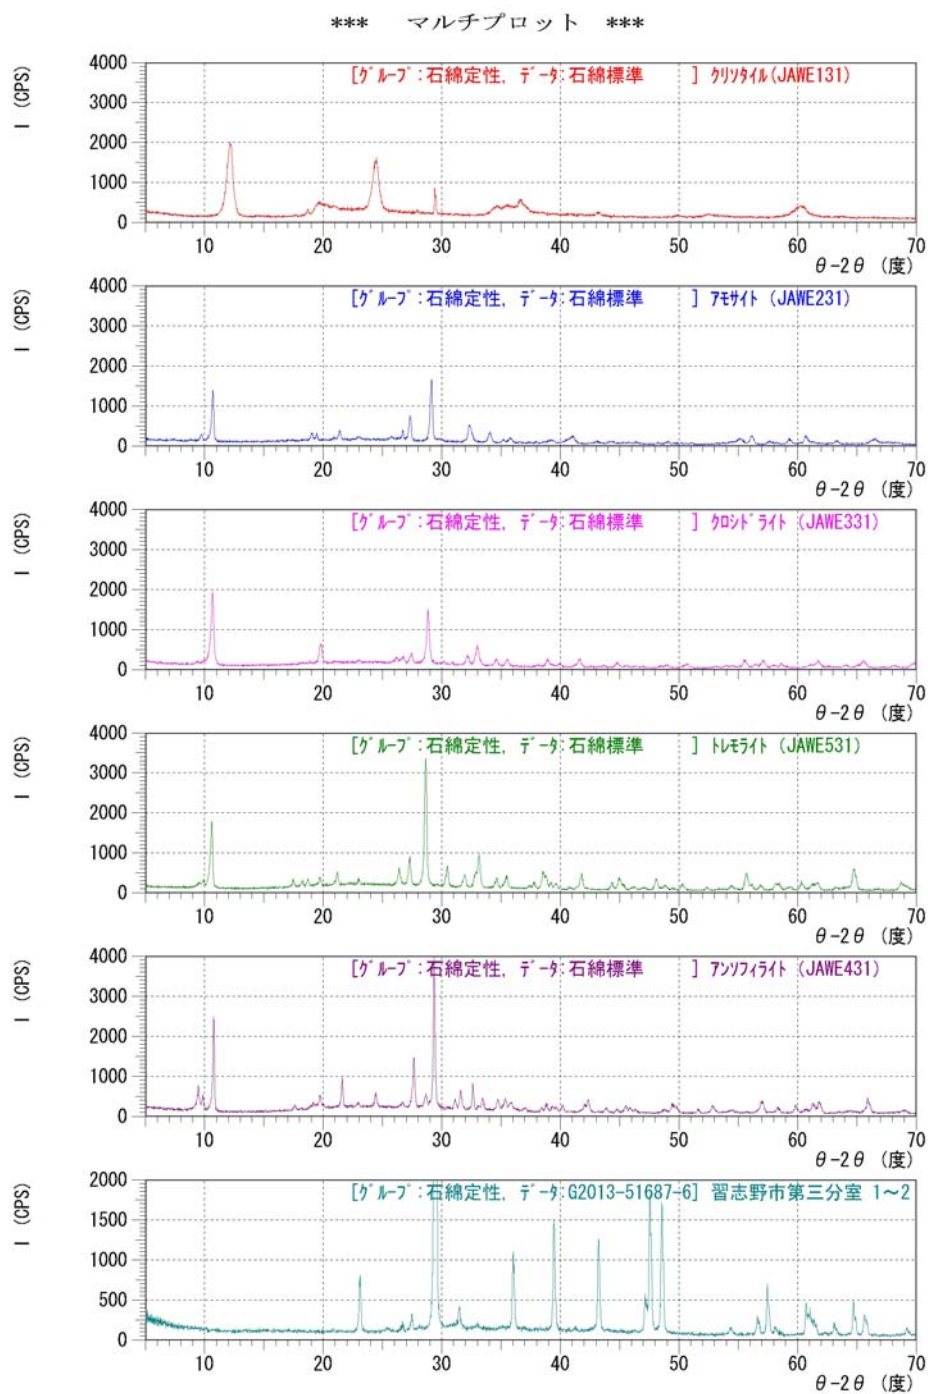 *** マルチプロット ***
I (CPS)
4000
3000
2000
1000
0
[グループ:石綿定性, データ:石綿標準 ] クリソタイル(JAWE131)
10 20 30 40 50 60 70
θ-2θ (度)
I (CPS)
4000
3000
2000
1000
0
[グループ:石綿定性, データ:石綿標準 ] アモサイト (JAWE231)
10 20 30 40 50 60 70
θ-2θ (度)
I (CPS)
4000
3000
2000
1000
0
[グループ:石綿定性, データ:石綿標準 ] クロシドライト (JAWE331)
10 20 30 40 50 60 70
θ-2θ (度)
I (CPS)
4000
3000
2000
1000
0
[グループ:石綿定性, データ:石綿標準 ] トレモライト (JAWE531)
10 20 30 40 50 60 70
θ-2θ (度)
I (CPS)
4000
3000
2000
1000
0
[グループ:石綿定性, データ:石綿標準 ] アンソフィライト (JAWE431)
10 20 30 40 50 60 70
θ-2θ (度)
I (CPS)
2000
1500
1000
500
0
[グループ:石綿定性, データ:G2013-51687-6] 習志野市第三分室 1~2
10 20 30 40 50 60 70
θ-2θ (度)